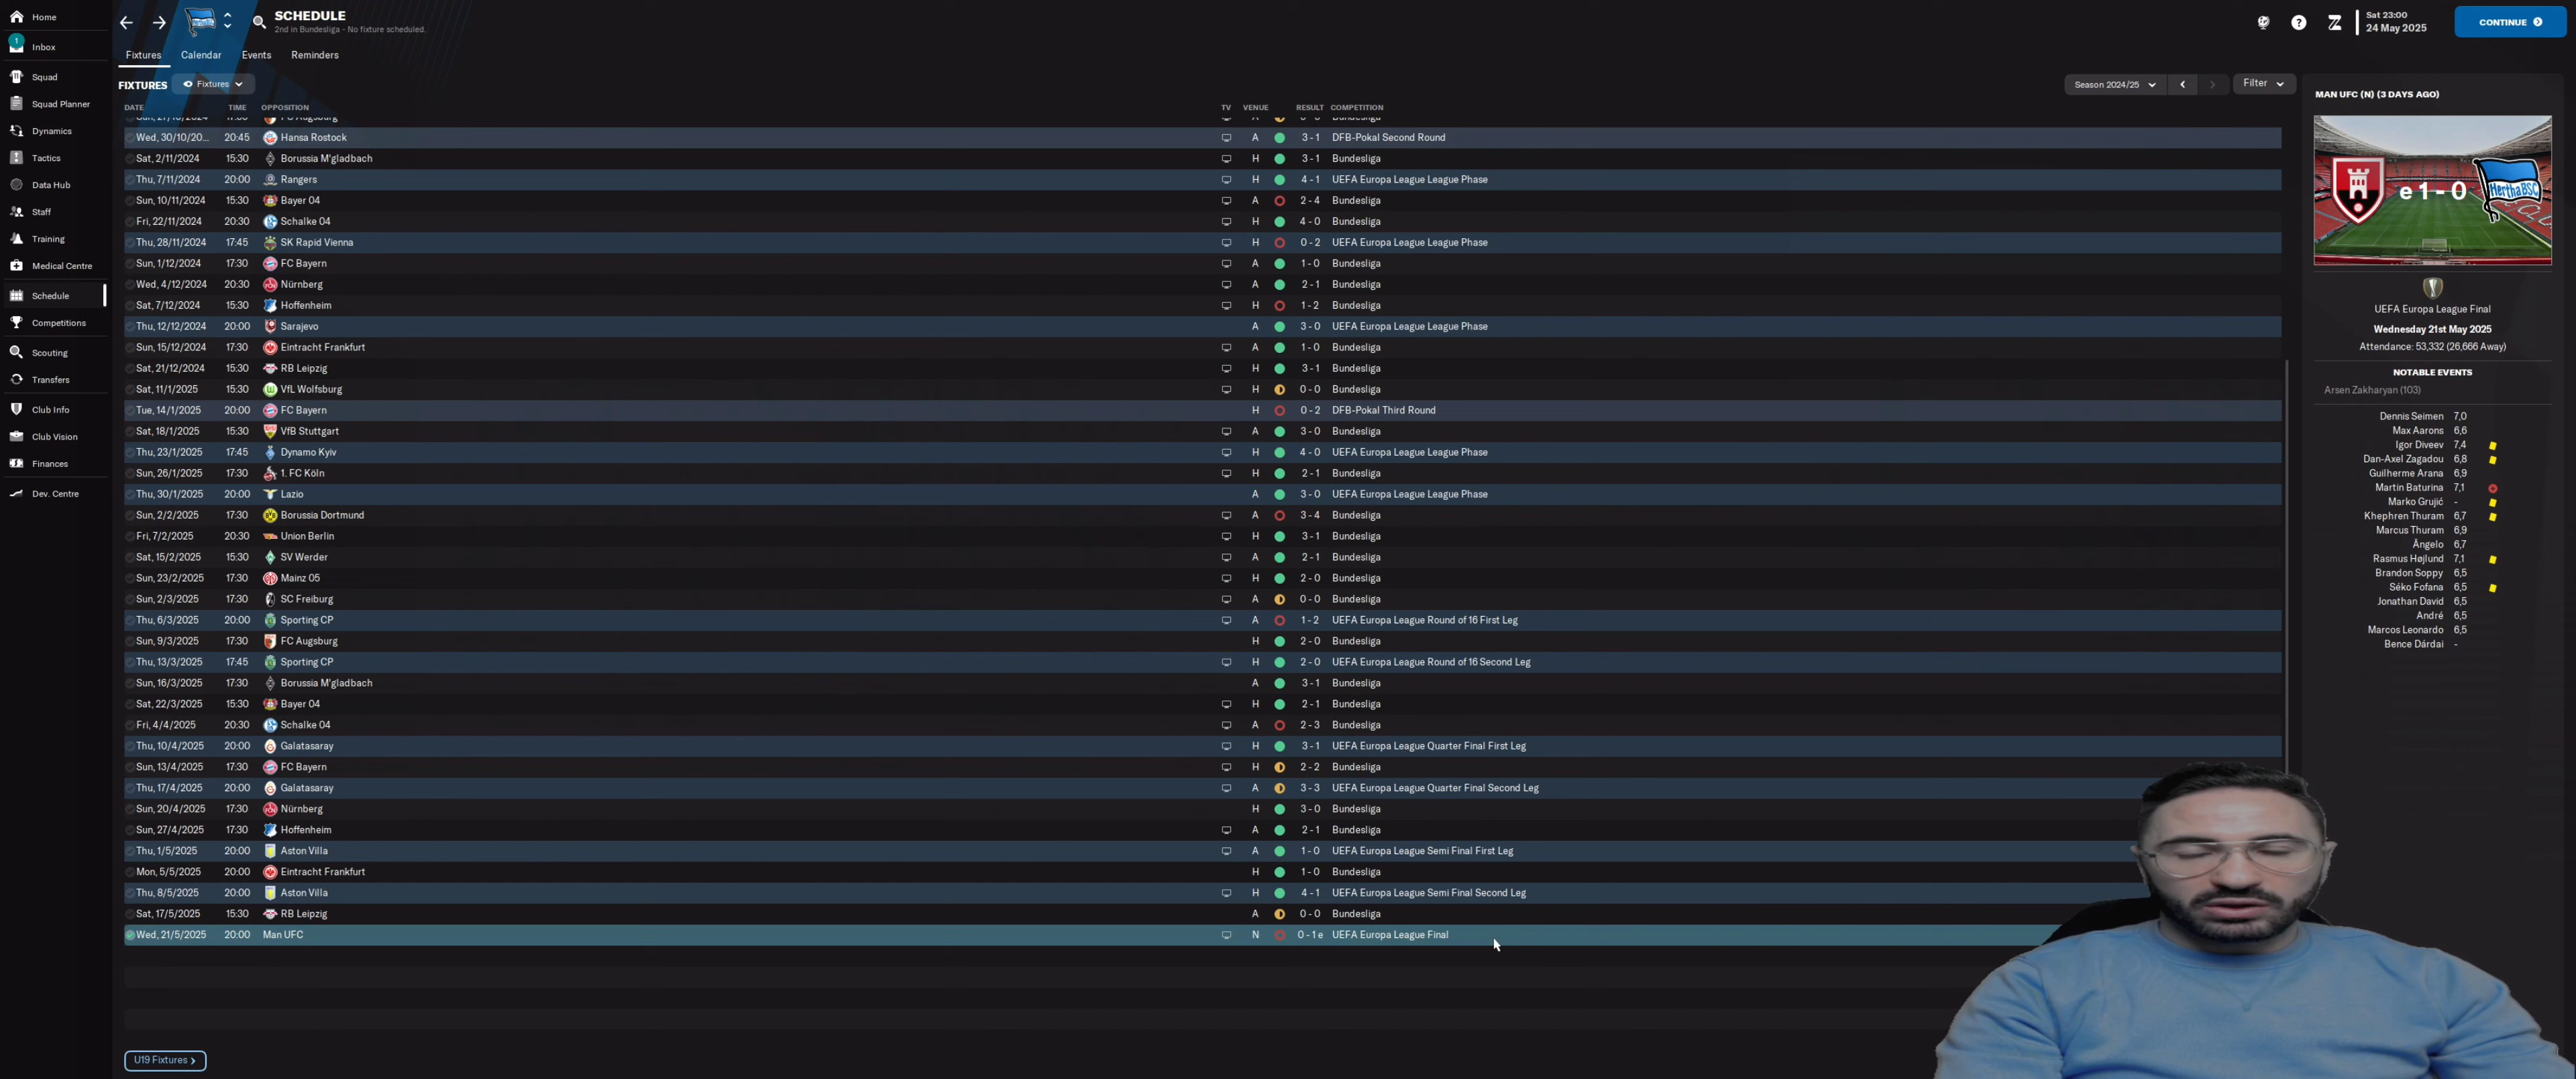 Home
SCHEDULE
2nd in Bundesliga - No fixture scheduled.
Sat 23:00
24 May 2025
CONTINUE
1
Inbox
Fixtures Calendar Events Reminders
Squad
FIXTURES Fixtures
Season 2024/25 Filter
MAN UFC (N) (3 DAYS AGO)
Squad Planner
DATE TIME OPPOSITION TV VENUE RESULT COMPETITION
Wed, 30/10/20... 20:45 Hansa Rostock A 3 - 1 DFB-Pokal Second Round
Sat, 2/11/2024 15:30 Borussia M'gladbach H 3 - 1 Bundesliga
Thu, 7/11/2024 20:00 Rangers H 4 - 1 UEFA Europa League League Phase
Sun, 10/11/2024 15:30 Bayer 04 A 2 - 4 Bundesliga
Fri, 22/11/2024 20:30 Schalke 04 H 4 - 0 Bundesliga
Thu, 28/11/2024 17:45 SK Rapid Vienna H 0 - 2 UEFA Europa League League Phase
Sun, 1/12/2024 17:30 FC Bayern A 1 - 0 Bundesliga
Wed, 4/12/2024 20:30 Nürnberg A 2 - 1 Bundesliga
Sat, 7/12/2024 15:30 Hoffenheim H 1 - 2 Bundesliga
Thu, 12/12/2024 20:00 Sarajevo A 3 - 0 UEFA Europa League League Phase
Sun, 15/12/2024 17:30 Eintracht Frankfurt A 1 - 0 Bundesliga
Sat, 21/12/2024 15:30 RB Leipzig H 3 - 1 Bundesliga
Sat, 11/1/2025 15:30 VfL Wolfsburg H 0 - 0 Bundesliga
Tue, 14/1/2025 20:00 FC Bayern H 0 - 2 DFB-Pokal Third Round
Sat, 18/1/2025 15:30 VfB Stuttgart A 3 - 0 Bundesliga
Thu, 23/1/2025 17:45 Dynamo Kyiv H 4 - 0 UEFA Europa League League Phase
Sun, 26/1/2025 17:30 1. FC Köln H 2 - 1 Bundesliga
Thu, 30/1/2025 20:00 Lazio A 3 - 0 UEFA Europa League League Phase
Sun, 2/2/2025 17:30 Borussia Dortmund A 3 - 4 Bundesliga
Fri, 7/2/2025 20:30 Union Berlin H 3 - 1 Bundesliga
Sat, 15/2/2025 15:30 SV Werder A 2 - 1 Bundesliga
Sun, 23/2/2025 17:30 Mainz 05 H 2 - 0 Bundesliga
Sun, 2/3/2025 17:30 SC Freiburg A 0 - 0 Bundesliga
Thu, 6/3/2025 20:00 Sporting CP A 1 - 2 UEFA Europa League Round of 16 First Leg
Sun, 9/3/2025 17:30 FC Augsburg H 2 - 0 Bundesliga
Thu, 13/3/2025 17:45 Sporting CP H 2 - 0 UEFA Europa League Round of 16 Second Leg
Sun, 16/3/2025 17:30 Borussia M'gladbach A 3 - 1 Bundesliga
Sat, 22/3/2025 15:30 Bayer 04 H 2 - 1 Bundesliga
Fri, 4/4/2025 20:30 Schalke 04 A 2 - 3 Bundesliga
Thu, 10/4/2025 20:00 Galatasaray H 3 - 1 UEFA Europa League Quarter Final First Leg
Sun, 13/4/2025 17:30 FC Bayern H 2 - 2 Bundesliga
Thu, 17/4/2025 20:00 Galatasaray A 3 - 3 UEFA Europa League Quarter Final Second Leg
Sun, 20/4/2025 17:30 Nürnberg H 3 - 0 Bundesliga
Sun, 27/4/2025 17:30 Hoffenheim A 2 - 1 Bundesliga
Thu, 1/5/2025 20:00 Aston Villa A 1 - 0 UEFA Europa League Semi Final First Leg
Mon, 5/5/2025 20:00 Eintracht Frankfurt H 1 - 0 Bundesliga
Thu, 8/5/2025 20:00 Aston Villa H 4 - 1 UEFA Europa League Semi Final Second Leg
Sat, 17/5/2025 15:30 RB Leipzig A 0 - 0 Bundesliga
Wed, 21/5/2025 20:00 Man UFC N 0 - 1 e UEFA Europa League Final
U19 Fixtures
Dynamics
Tactics
Data Hub
Staff
Training
Medical Centre
Schedule
Competitions
Scouting
Transfers
Club Info
Club Vision
Finances
Dev. Centre
e 1 - 0
Hertha BSC
UEFA Europa League Final
Wednesday 21st May 2025
Attendance: 53,332 (26,666 Away)
NOTABLE EVENTS
Arsen Zakharyan (103)
Dennis Seimen 7,0
Max Aarons 6,6
Igor Diveev 7,4
Dan-Axel Zagadou 6,8
Guilherme Arana 6,9
Martin Baturina 7,1
Marko Grujić -
Khephren Thuram 6,7
Marcus Thuram 6,9
Ângelo 6,7
Rasmus Højlund 7,1
Brandon Soppy 6,5
Séko Fofana 6,5
Jonathan David 6,5
André 6,5
Marcos Leonardo 6,5
Bence Dárdai -